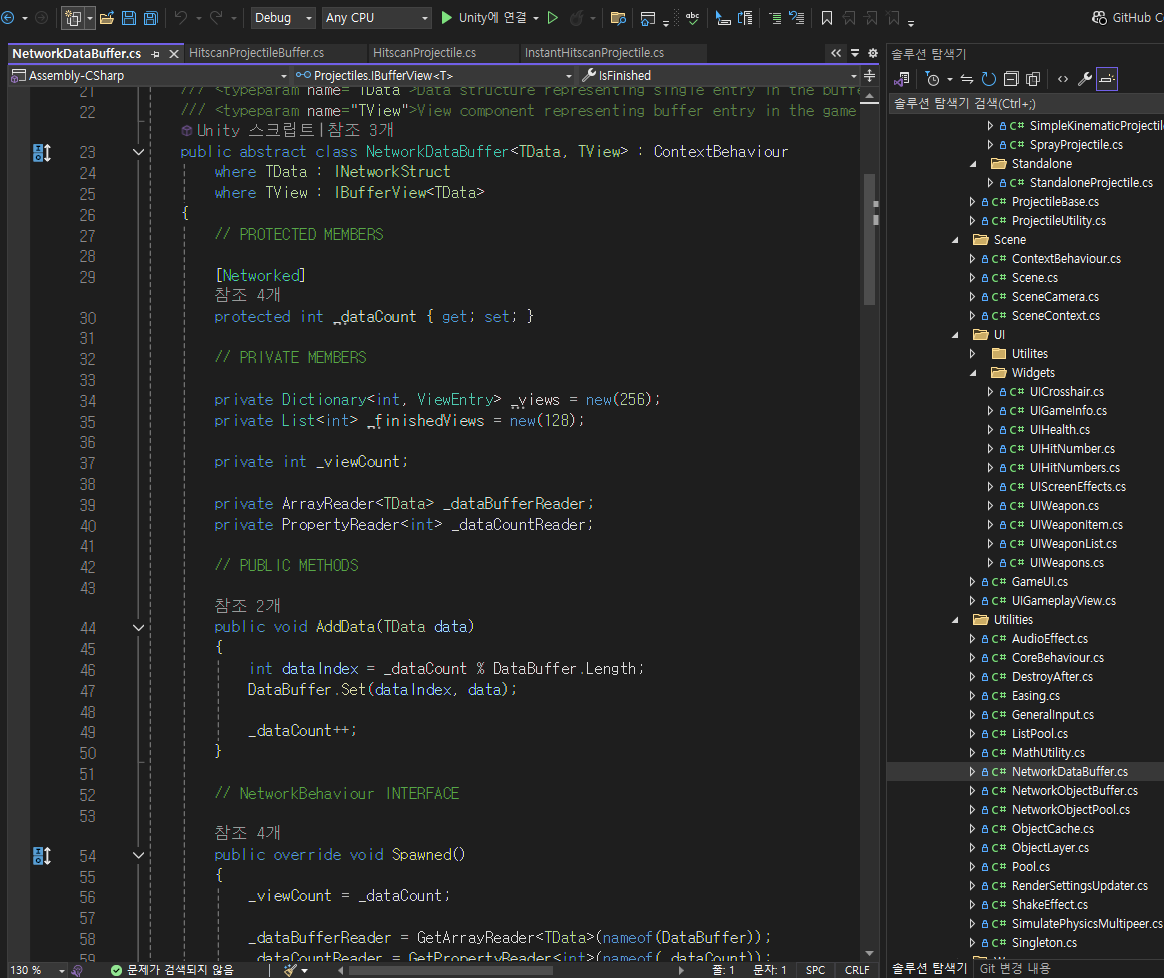 Debug
Any CPU
Unity에 연결
GitHub Co
NetworkDataBuffer.cs
HitscanProjectileBuffer.cs
HitscanProjectile.cs
InstantHitscanProjectile.cs
Assembly-CSharp
Projectiles.IBufferView<T>
IsFinished
21 /// <typeparam name="TData">Data structure representing single entry in the buffe
22 /// <typeparam name="TView">View component representing buffer entry in the game
Unity 스크립트|참조 3개
23 public abstract class NetworkDataBuffer<TData, TView> : ContextBehaviour
24 where TData : INetworkStruct
25 where TView : IBufferView<TData>
26 {
27 // PROTECTED MEMBERS
28
29 [Networked]
참조 4개
30 protected int _dataCount { get; set; }
31
32 // PRIVATE MEMBERS
33
34 private Dictionary<int, ViewEntry> _views = new(256);
35 private List<int> _finishedViews = new(128);
36
37 private int _viewCount;
38
39 private ArrayReader<TData> _dataBufferReader;
40 private PropertyReader<int> _dataCountReader;
41
42 // PUBLIC METHODS
43
참조 2개
44 public void AddData(TData data)
45 {
46 int dataIndex = _dataCount % DataBuffer.Length;
47 DataBuffer.Set(dataIndex, data);
48
49 _dataCount++;
50 }
51
52 // NetworkBehaviour INTERFACE
53
참조 4개
54 public override void Spawned()
55 {
56 _viewCount = _dataCount;
57
58 _dataBufferReader = GetArrayReader<TData>(nameof(DataBuffer));
59 _dataCountReader = GetPropertyReader<int>(nameof(_dataCount));
130 %
문제가 검색되지 않음
줄: 1
문자: 1
SPC
CRLF
솔루션 탐색기
솔루션 탐색기 검색(Ctrl+;)
C# SimpleKinematicProjectil
C# SprayProjectile.cs
Standalone
C# StandaloneProjectile.cs
C# ProjectileBase.cs
C# ProjectileUtility.cs
Scene
C# ContextBehaviour.cs
C# Scene.cs
C# SceneCamera.cs
C# SceneContext.cs
UI
Utilites
Widgets
C# UICrosshair.cs
C# UIGameInfo.cs
C# UIHealth.cs
C# UIHitNumber.cs
C# UIHitNumbers.cs
C# UIScreenEffects.cs
C# UIWeapon.cs
C# UIWeaponItem.cs
C# UIWeaponList.cs
C# UIWeapons.cs
C# GameUI.cs
C# UIGameplayView.cs
Utilities
C# AudioEffect.cs
C# CoreBehaviour.cs
C# DestroyAfter.cs
C# Easing.cs
C# GeneralInput.cs
C# ListPool.cs
C# MathUtility.cs
C# NetworkDataBuffer.cs
C# NetworkObjectBuffer.cs
C# NetworkObjectPool.cs
C# ObjectCache.cs
C# ObjectLayer.cs
C# Pool.cs
C# RenderSettingsUpdater.cs
C# ShakeEffect.cs
C# SimulatePhysicsMultipeer.cs
C# Singleton.cs
솔루션 탐색기
Git 변경 내용